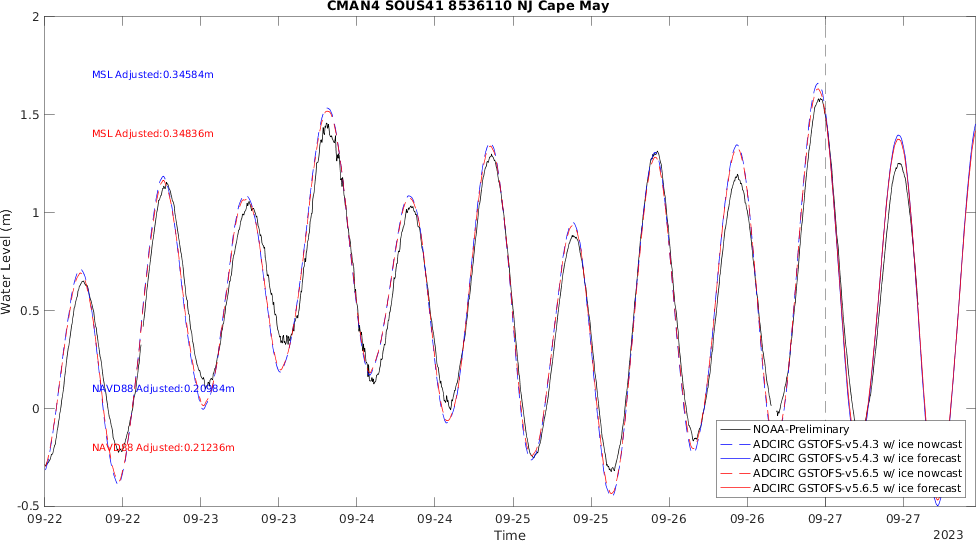 CMAN4 SOUS41 8536110 NJ Cape May
2
1.5
1
0.5
0
-0.5
Water Level (m)
MSL Adjusted:0.34584m
MSL Adjusted:0.34836m
NAVD88 Adjusted:0.20984m
NAVD88 Adjusted:0.21236m
NOAA-Preliminary
ADCIRC GSTOFS-v5.4.3 w/ ice nowcast
ADCIRC GSTOFS-v5.4.3 w/ ice forecast
ADCIRC GSTOFS-v5.6.5 w/ ice nowcast
ADCIRC GSTOFS-v5.6.5 w/ ice forecast
09-22 09-22 09-23 09-23 09-24 09-24 09-25 09-25 09-26 09-26 09-27 09-27
Time
2023